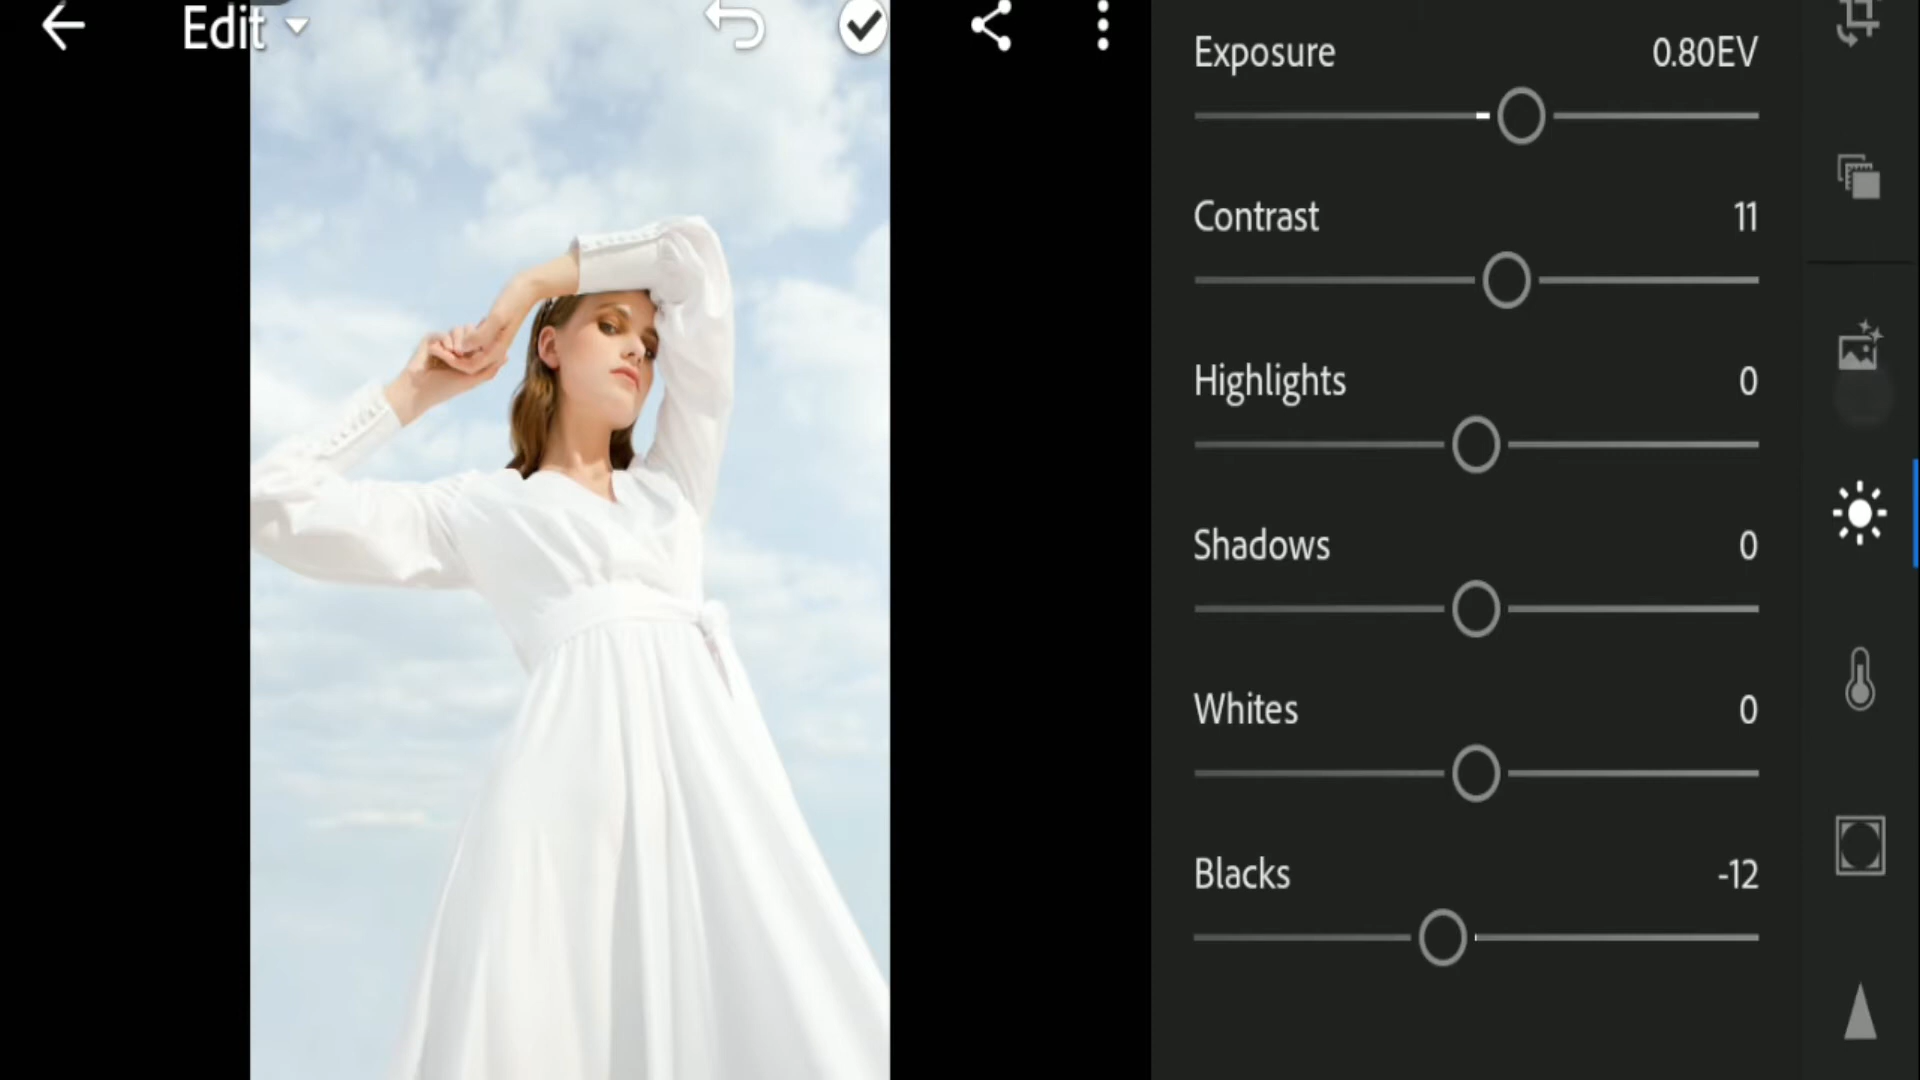 Edit
Exposure 0.80EV
Contrast 11
Highlights 0
Shadows 0
Whites 0
Blacks -12